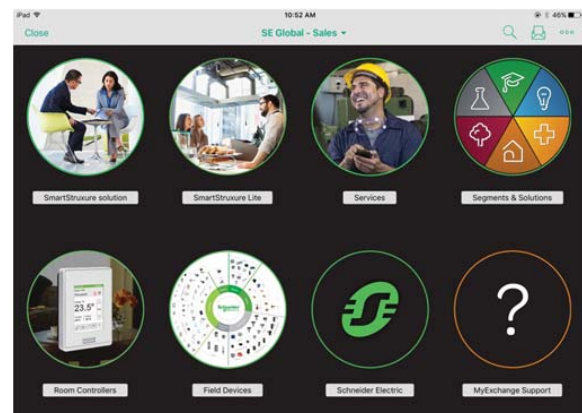 iPad
10:52 AM
46%
Close
SE Global - Sales
SmartStruxure solution
SmartStruxure Lite
Services
Segments & Solutions
23.5°
Schneider
Room Controllers
Field Devices
Schneider Electric
?
MyExchange Support